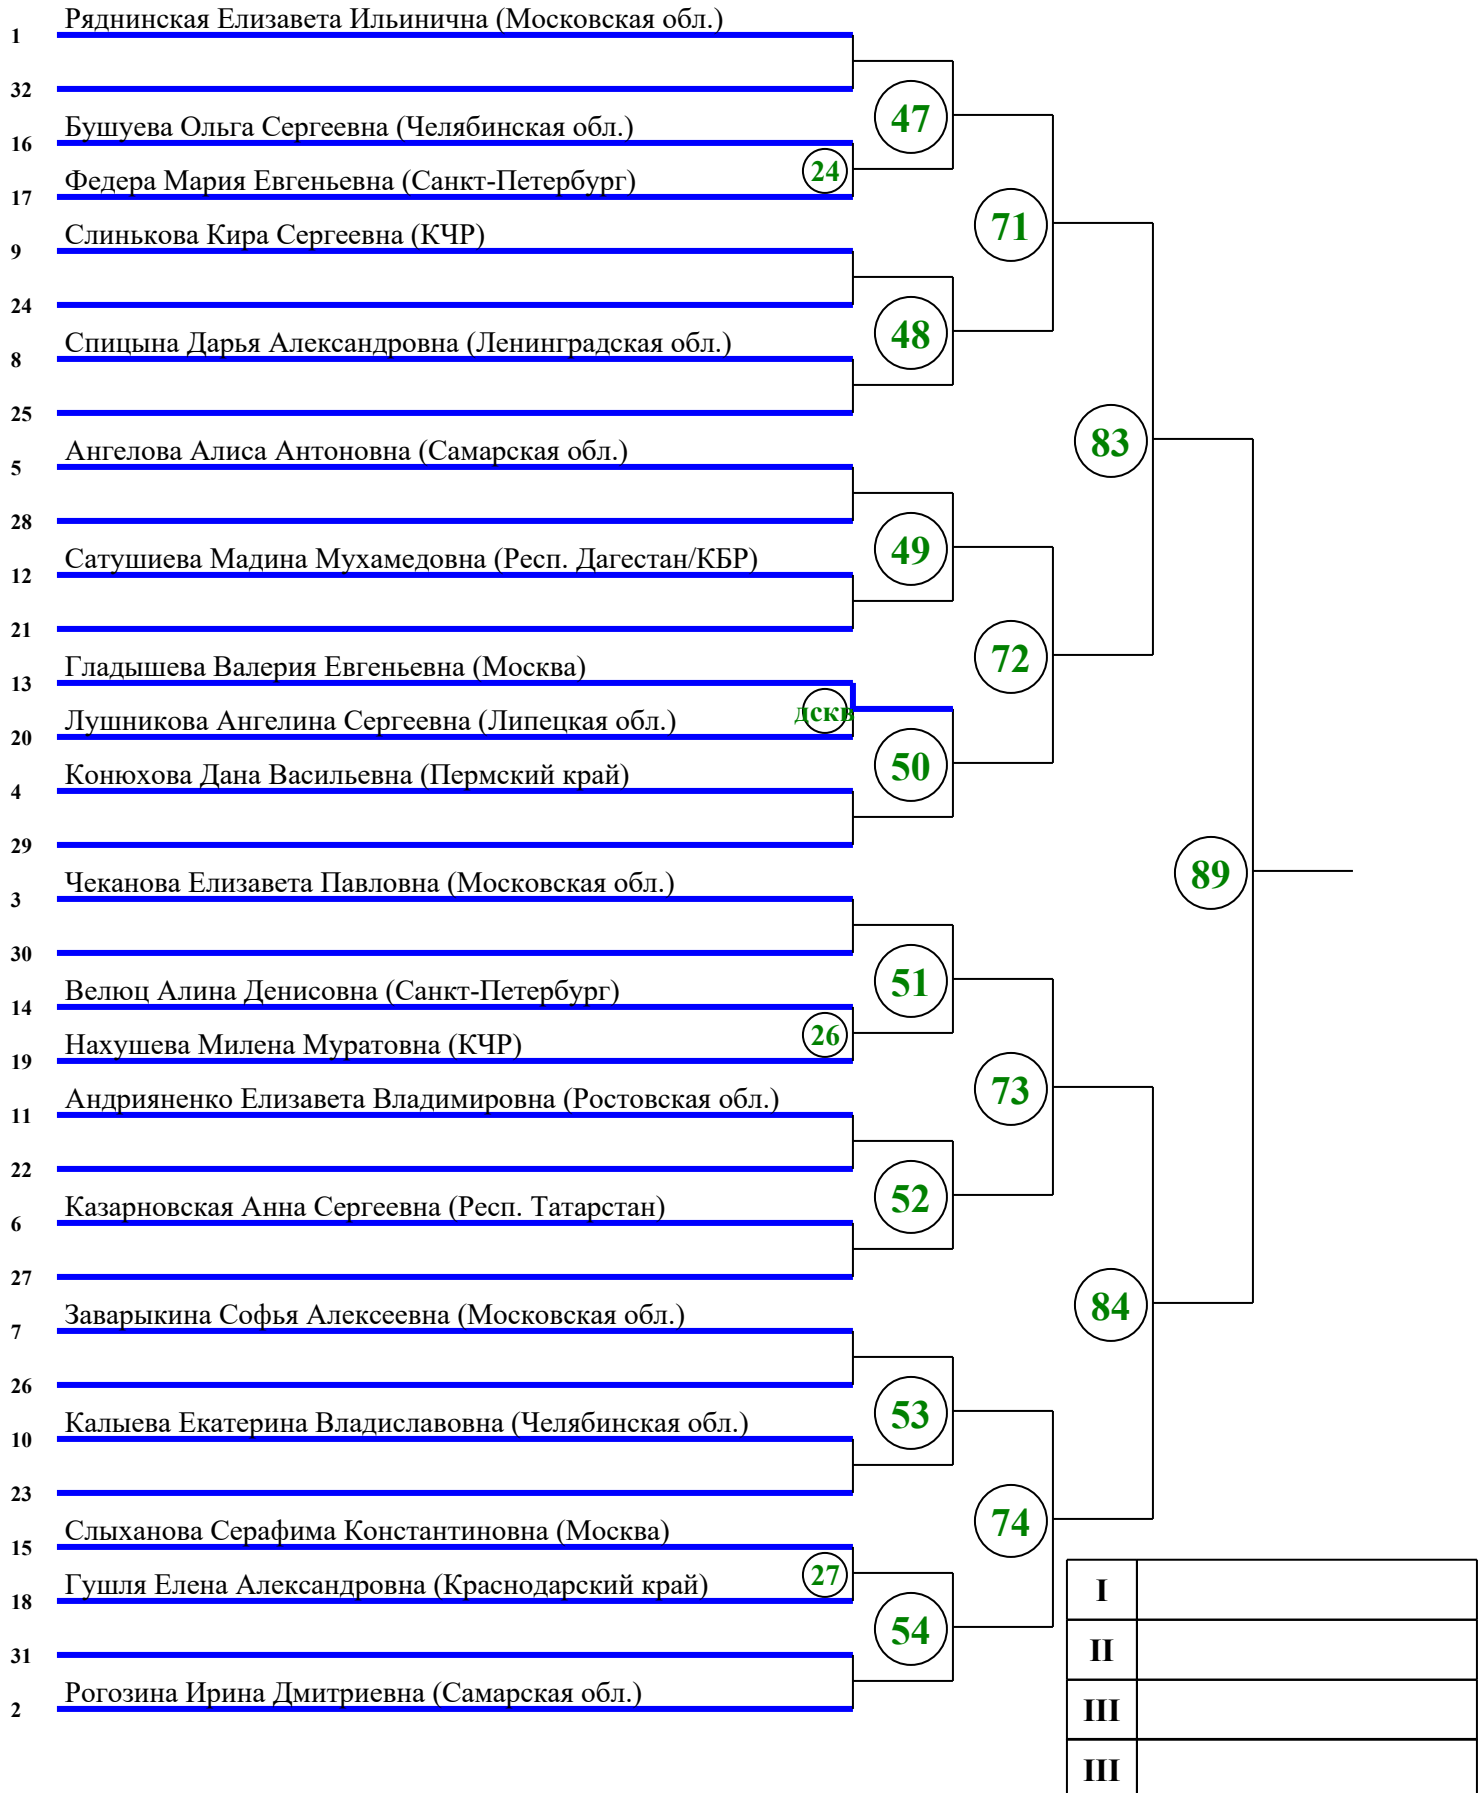 Ряднинская Елизавета Ильинична (Московская обл.)
1
32
47
Бушуева Ольга Сергеевна (Челябинская обл.)
16
24
Федера Мария Евгеньевна (Санкт-Петербург)
17
71
Слинькова Кира Сергеевна (КЧР)
9
24
48
Спицына Дарья Александровна (Ленинградская обл.)
8
25
83
Ангелова Алиса Антоновна (Самарская обл.)
5
28
49
Сатушиева Мадина Мухамедовна (Респ. Дагестан/КБР)
12
21
72
Гладышева Валерия Евгеньевна (Москва)
13
дскв
Лушникова Ангелина Сергеевна (Липецкая обл.)
20
50
Конюхова Дана Васильевна (Пермский край)
4
29
89
Чеканова Елизавета Павловна (Московская обл.)
3
30
51
Велюц Алина Денисовна (Санкт-Петербург)
14
26
Нахушева Милена Муратовна (КЧР)
19
73
Андрияненко Елизавета Владимировна (Ростовская обл.)
11
22
52
Казарновская Анна Сергеевна (Респ. Татарстан)
6
27
84
Заварыкина Софья Алексеевна (Московская обл.)
7
26
53
Калыева Екатерина Владиславовна (Челябинская обл.)
10
23
74
Слыханова Серафима Константиновна (Москва)
15
27
Гушля Елена Александровна (Краснодарский край)
18
54
31
Рогозина Ирина Дмитриевна (Самарская обл.)
2
I
II
III
III